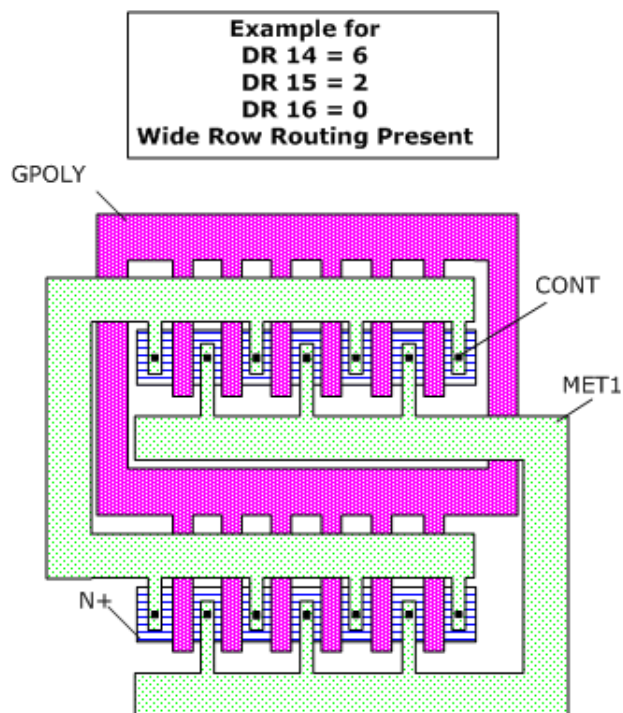 Example for
DR 14 = 6
DR 15 = 2
DR 16 = 0
Wide Row Routing Present
GPOLY
CONT
MET1
N+